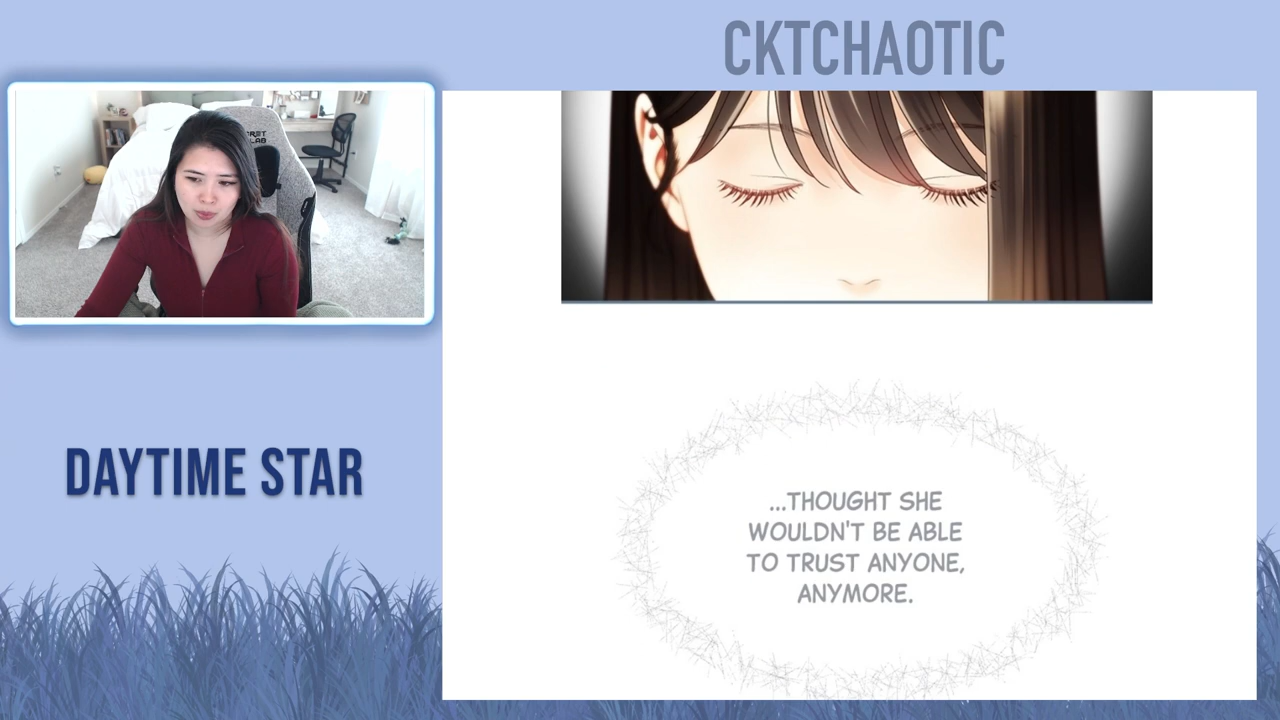 CKTCHAOTIC
DAYTIME STAR
...THOUGHT SHE
WOULDN'T BE ABLE
TO TRUST ANYONE,
ANYMORE.